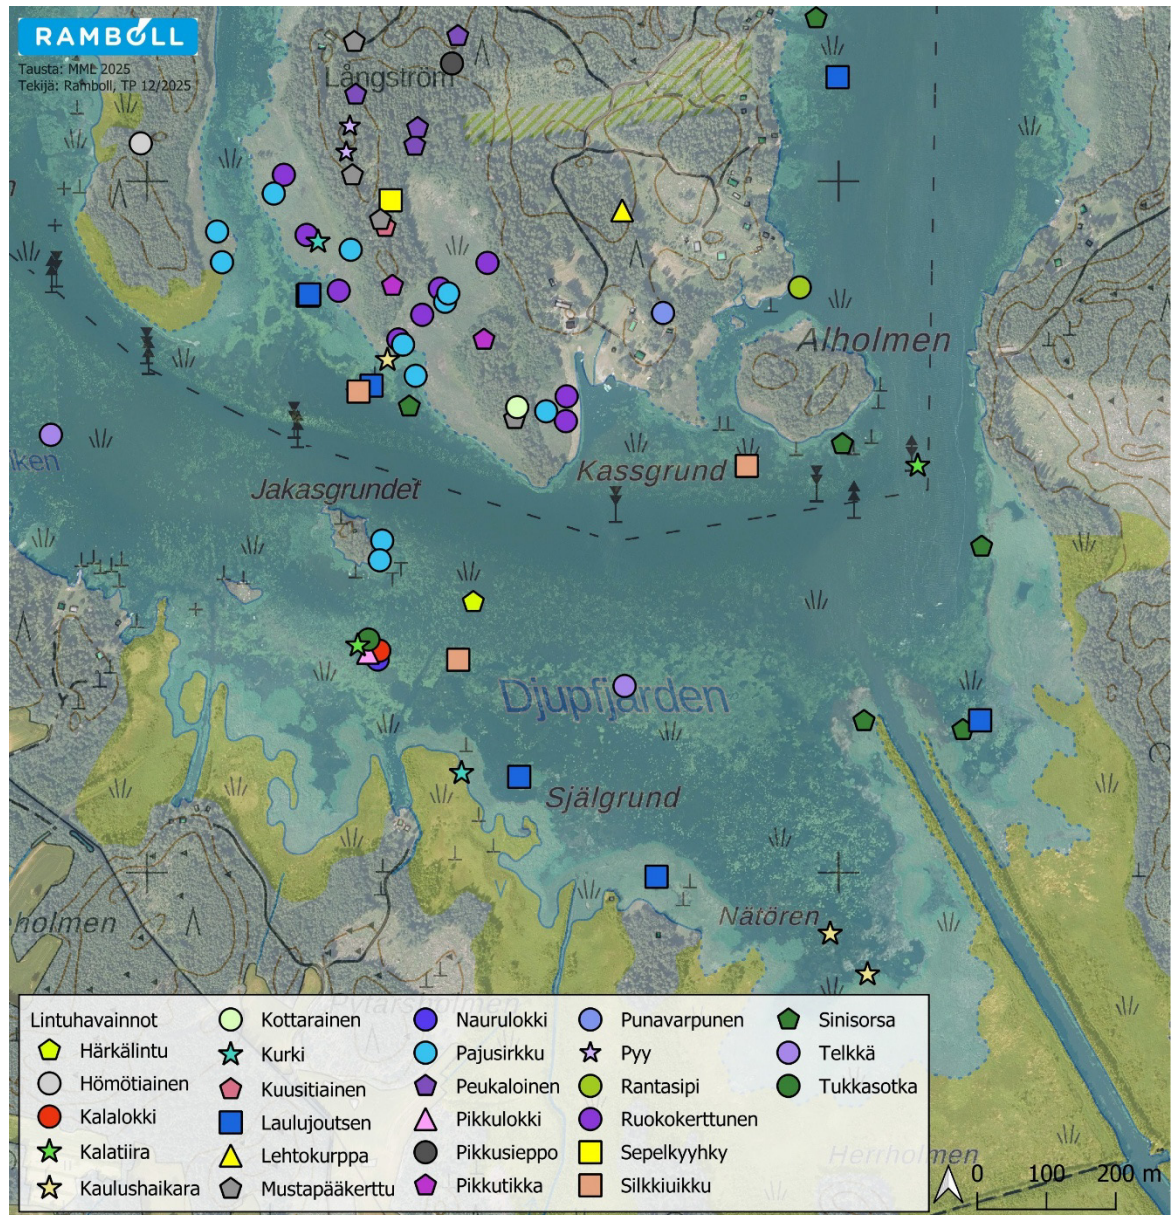 RAMBOLL
Tausta: MML 2025
Tekijä: Ramboll, TP 12/2025
Långström
Alholmen
Kassgrund
iken
Jakasgrundet
Djupfjärden
Själgrund
holmen
Nätören
Herrholmen
Lintuhavainnot
Härkälintu
Hömötiainen
Kalalokki
Kalatiira
Kaulushaikara
Kottarainen
Kurki
Kuusitiainen
Laulujoutsen
Lehtokurppa
Mustapääkerttu
Naurulokki
Pajusirkku
Peukaloinen
Pikkulokki
Pikkusieppo
Pikkutikka
Punavarpunen
Pyy
Rantasipi
Ruokokerttunen
Sepelkyyhky
Silkkiuikku
Sinisorsa
Telkkä
Tukkasotka
0 100 200 m